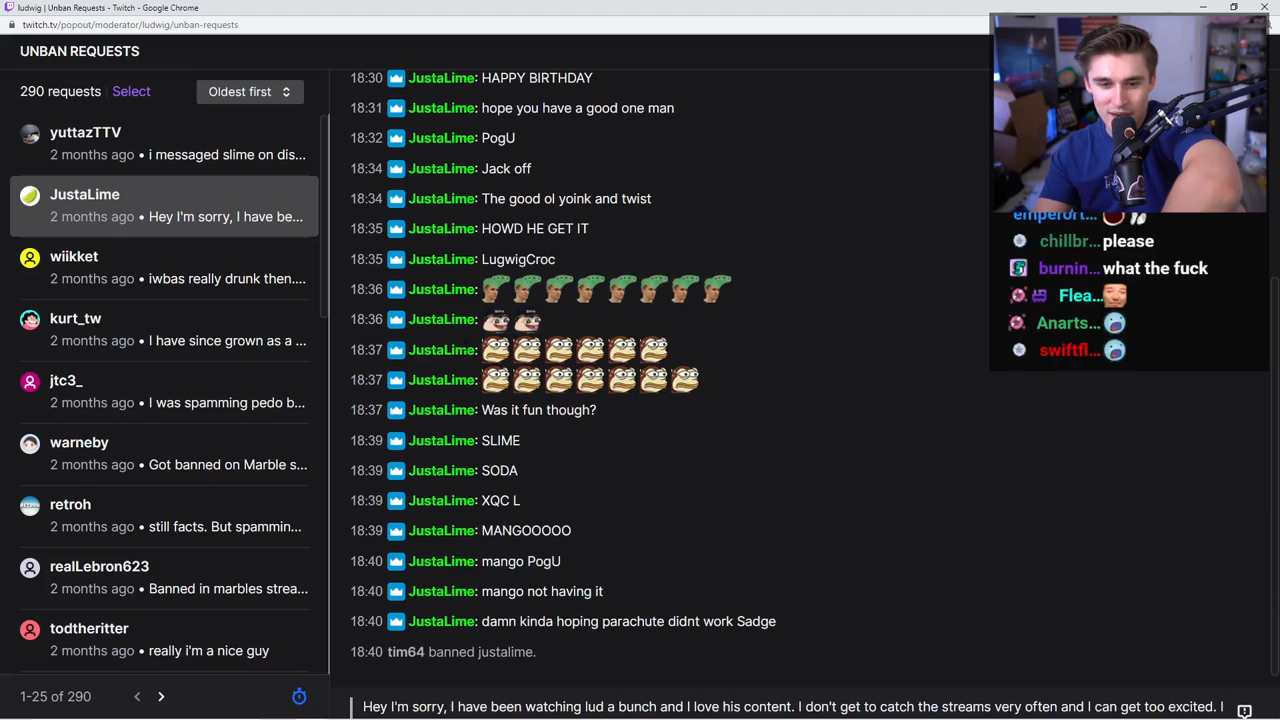 ludwig | Unban Requests - Twitch - Google Chrome
twitch.tv/popout/moderator/ludwig/unban-requests
UNBAN REQUESTS
290 requests Select Oldest first
yuttazTTV
2 months ago • i messaged slime on dis...
JustaLime
2 months ago • Hey I'm sorry, I have be...
wiikket
2 months ago • iwbas really drunk then....
kurt_tw
2 months ago • I have since grown as a ...
jtc3_
2 months ago • I was spamming pedo b...
warneby
2 months ago • Got banned on Marble s...
retroh
2 months ago • still facts. But spammin...
realLebron623
2 months ago • Banned in marbles strea...
todtheritter
2 months ago • really i'm a nice guy
1-25 of 290
18:30 JustaLime: HAPPY BIRTHDAY
18:31 JustaLime: hope you have a good one man
18:32 JustaLime: PogU
18:34 JustaLime: Jack off
18:34 JustaLime: The good ol yoink and twist
18:35 JustaLime: HOWD HE GET IT
18:35 JustaLime: LugwigCroc
18:36 JustaLime:
18:36 JustaLime:
18:37 JustaLime:
18:37 JustaLime:
18:37 JustaLime: Was it fun though?
18:39 JustaLime: SLIME
18:39 JustaLime: SODA
18:39 JustaLime: XQC L
18:39 JustaLime: MANGOOOOO
18:40 JustaLime: mango PogU
18:40 JustaLime: mango not having it
18:40 JustaLime: damn kinda hoping parachute didnt work Sadge
18:40 tim64 banned justalime.
Hey I'm sorry, I have been watching lud a bunch and I love his content. I don't get to catch the streams very often and I can get too excited. I
emperort...
chillbr... please
burnin... what the fuck
Flea...
Anarts...
swiftfl...